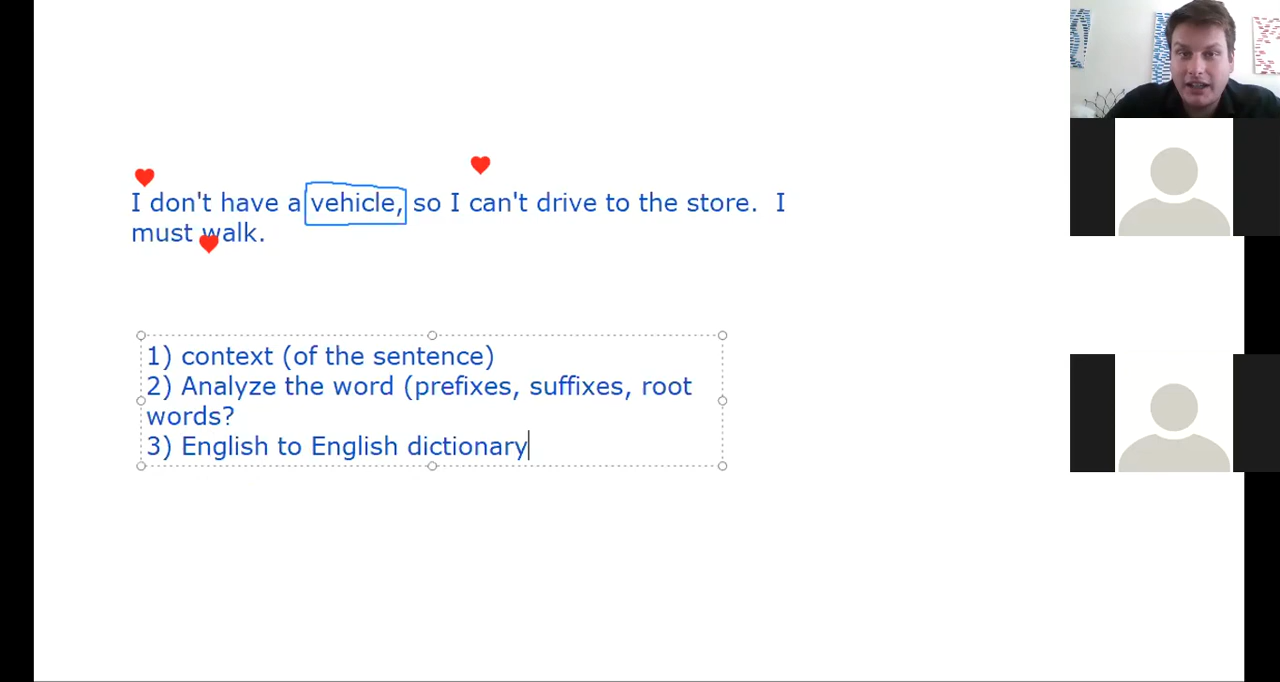 I don't have a vehicle, so I can't drive to the store.  I
must walk.
1) context (of the sentence)
2) Analyze the word (prefixes, suffixes, root
words?
3) English to English dictionary